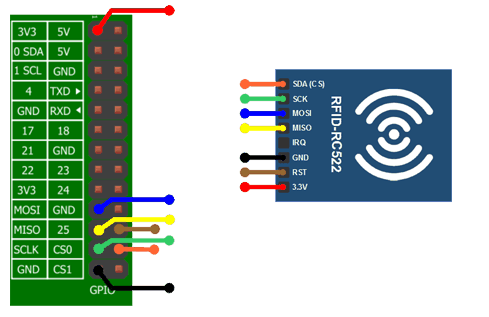 3V3 5V
0 SDA 5V
1 SCL GND
4 TXD
GND RXD
17 18
21 GND
22 23
3V3 24
MOSI GND
MISO 25
SCLK CS0
GND CS1
GPIO
SDA (CS)
SCK
MOSI
MISO
IRQ
GND
RST
3.3V
RFID-RC522